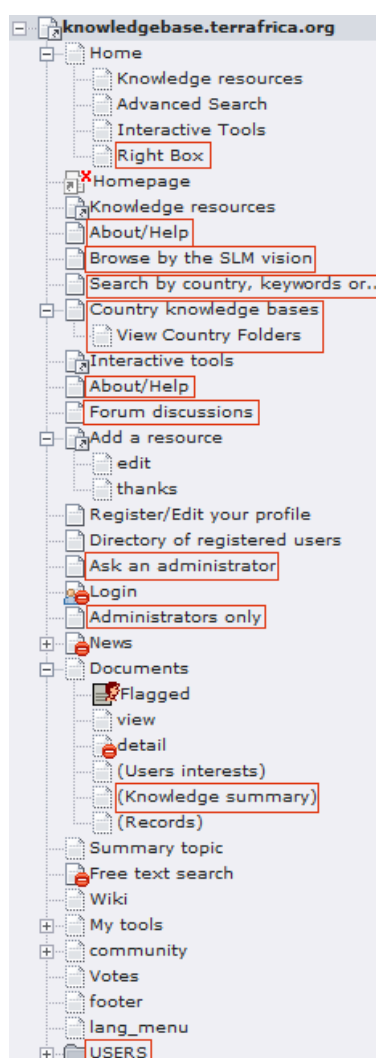 knowledgebase.terrafrica.org
Home
Knowledge resources
Advanced Search
Interactive Tools
Right Box
Homepage
Knowledge resources
About/Help
Browse by the SLM vision
Search by country, keywords or...
Country knowledge bases
View Country Folders
Interactive tools
About/Help
Forum discussions
Add a resource
edit
thanks
Register/Edit your profile
Directory of registered users
Ask an administrator
Login
Administrators only
News
Documents
Flagged
view
detail
(Users interests)
(Knowledge summary)
(Records)
Summary topic
Free text search
Wiki
My tools
community
Votes
footer
lang_menu
USERS